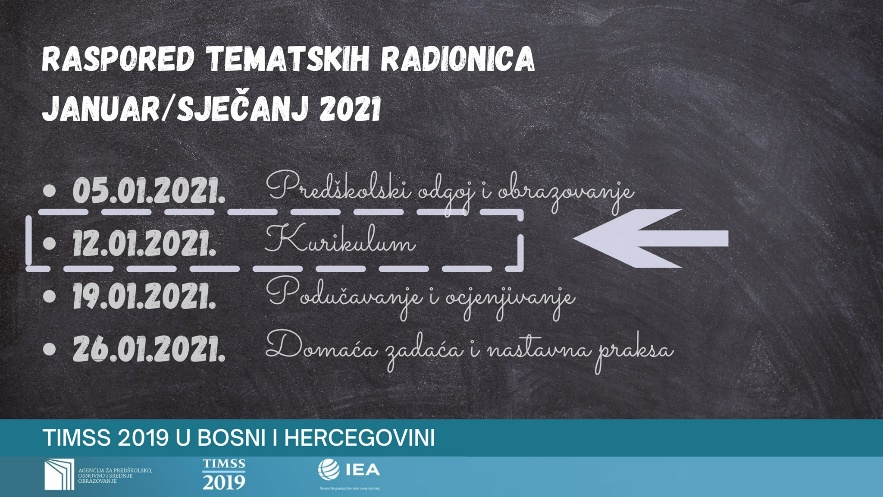 RASPORED TEMATSKIH RADIONICA
JANUAR/SJEČANJ 2021
• 05.01.2021. Predškolski odgoj i obrazovanje
• 12.01.2021. Kurikulum
• 19.01.2021. Podučavanje i ocjenjivanje
• 26.01.2021. Domaća zadaća i nastavna praksa
TIMSS 2019 U BOSNI I HERCEGOVINI
AGENCIJA ZA PREDŠKOLSKO,
OSNOVNO I SREDNJE
OBRAZOVANJE
TIMSS
2019
IEA